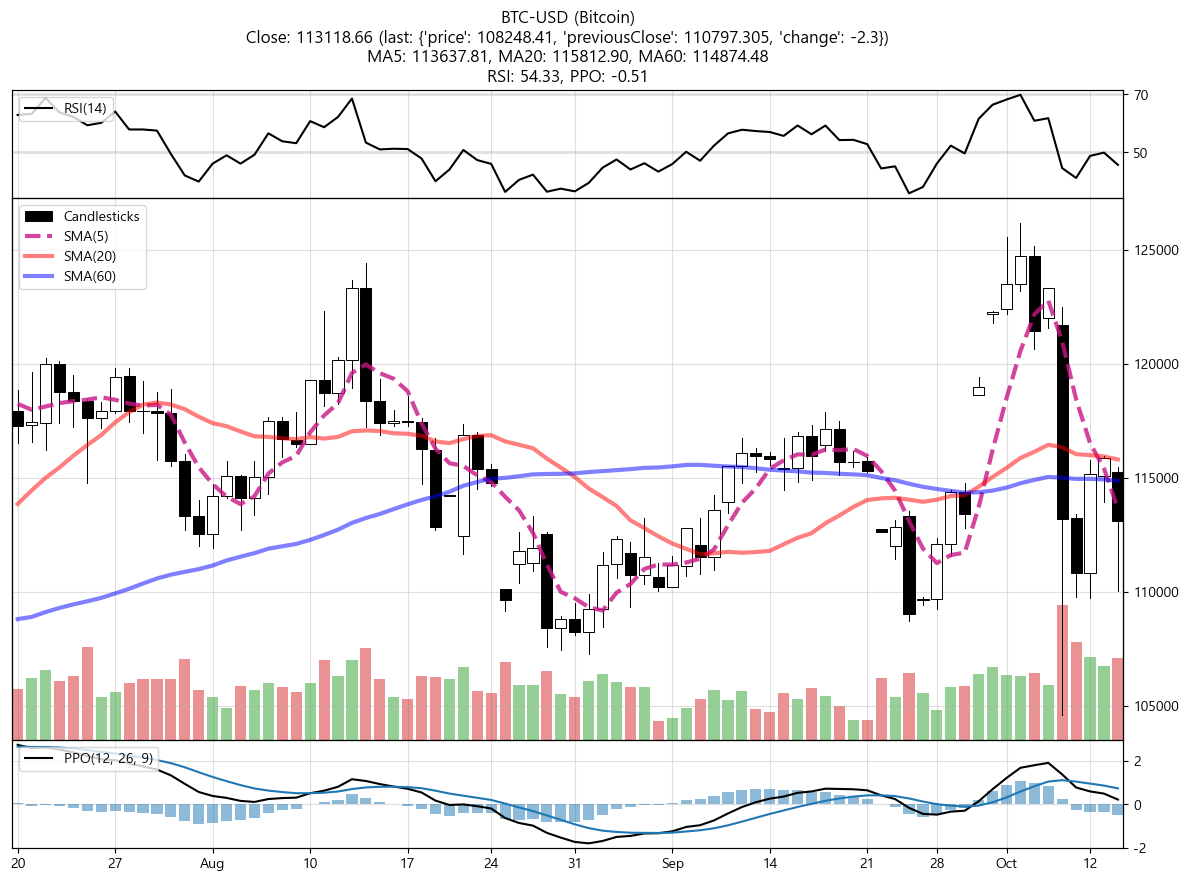 BTC-USD (Bitcoin)
Close: 113118.66 (last: {'price': 108248.41, 'previousClose': 110797.305, 'change': -2.3})
MA5: 113637.81, MA20: 115812.90, MA60: 114874.48
RSI: 54.33, PPO: -0.51
RSI(14)
70
50
Candlesticks
SMA(5)
SMA(20)
SMA(60)
125000
120000
115000
110000
105000
PPO(12, 26, 9)
2
0
-2
20 27 Aug 10 17 24 31 Sep 14 21 28 Oct 12